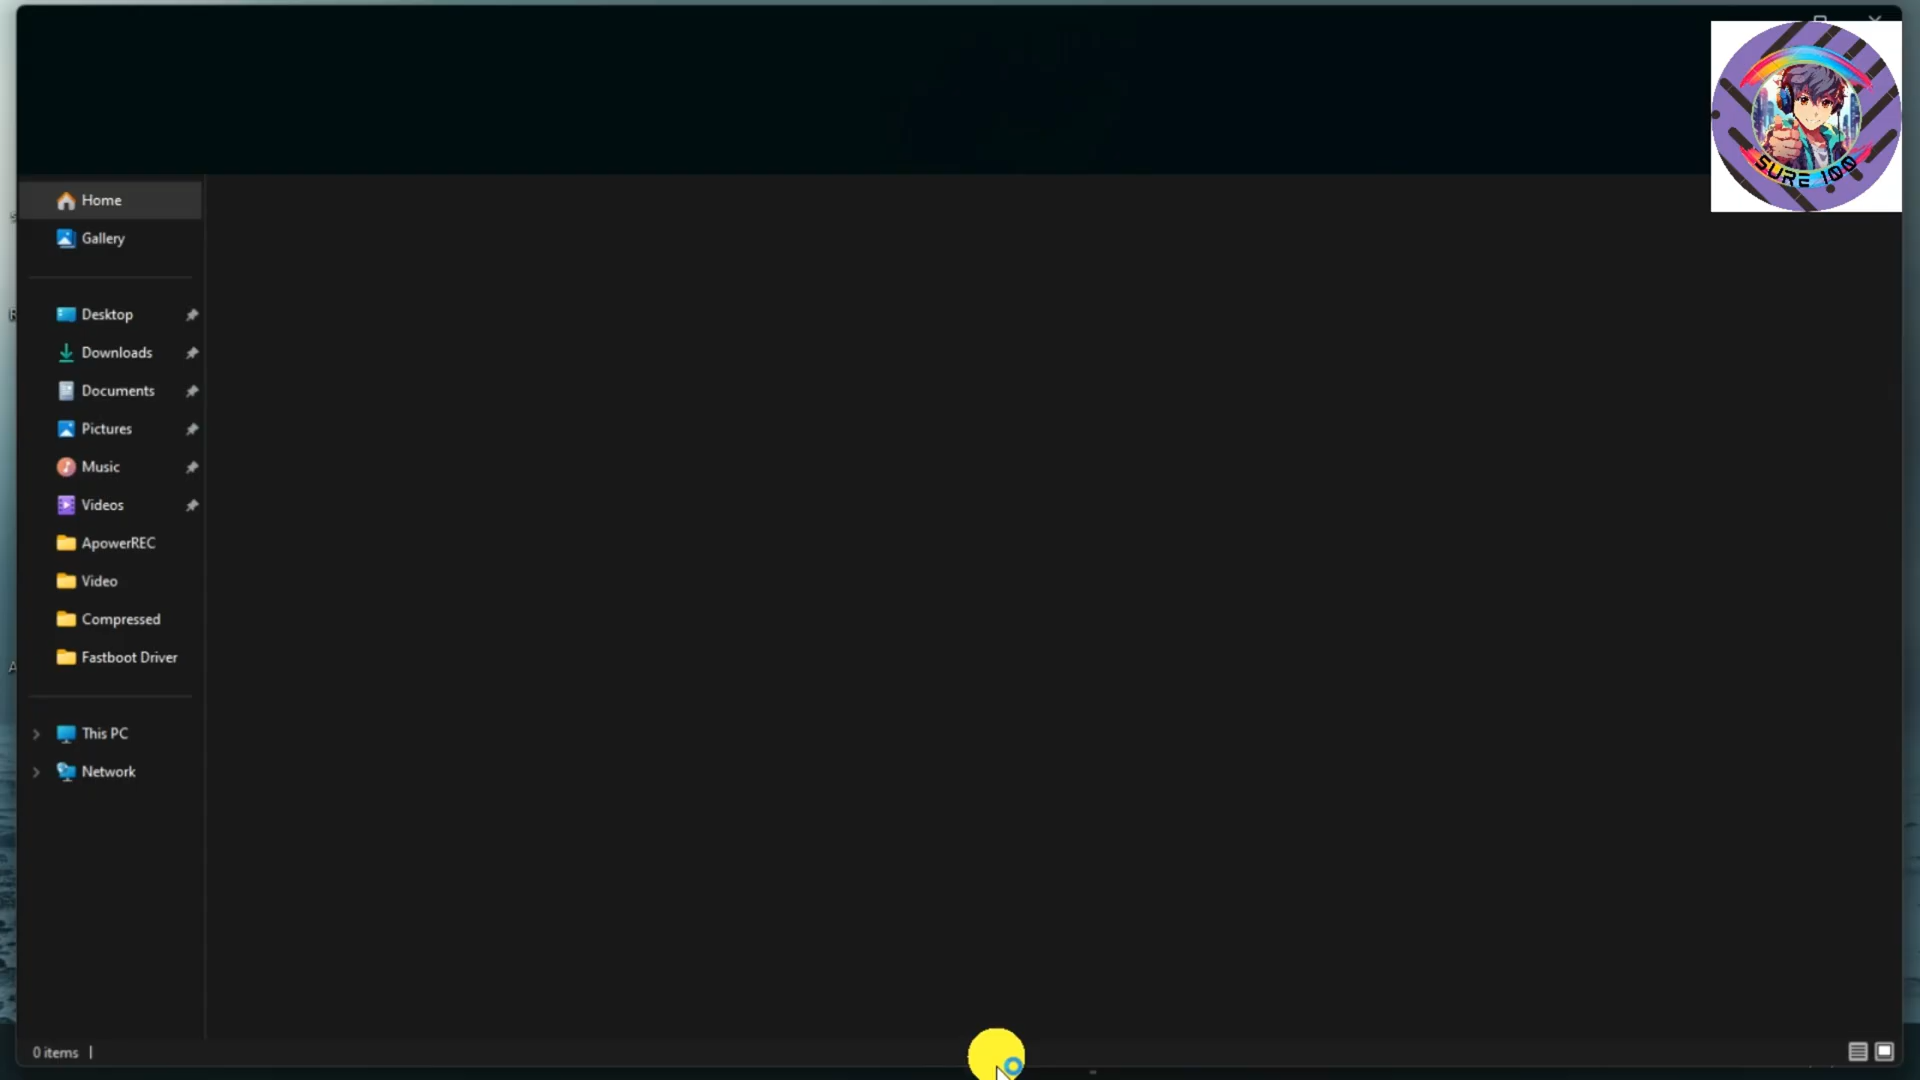 SURE 100
Home
Gallery
Desktop
Downloads
Documents
Pictures
Music
Videos
ApowerREC
Video
Compressed
Fastboot Driver
This PC
Network
0 items